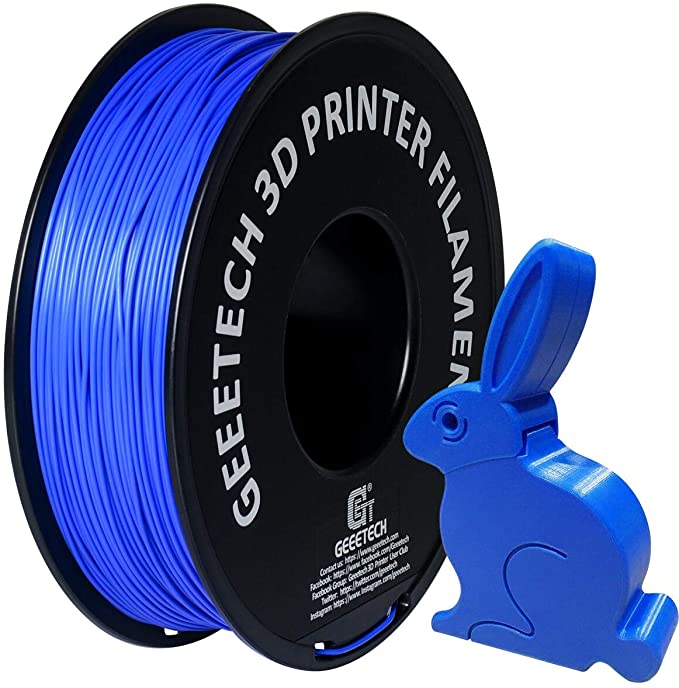 GEEETECH 3D PRINTER FILAMEN
GT®
GEEETECH
Contact us: https://www.geeetech.com
Facebook: https://www.facebook.com/Geeetech
Facebook Group: Geeetech 3D Printer User Club
Twitter: https://twitter.com/geeetech
Instagram: https://www.instagram.com/geeetech